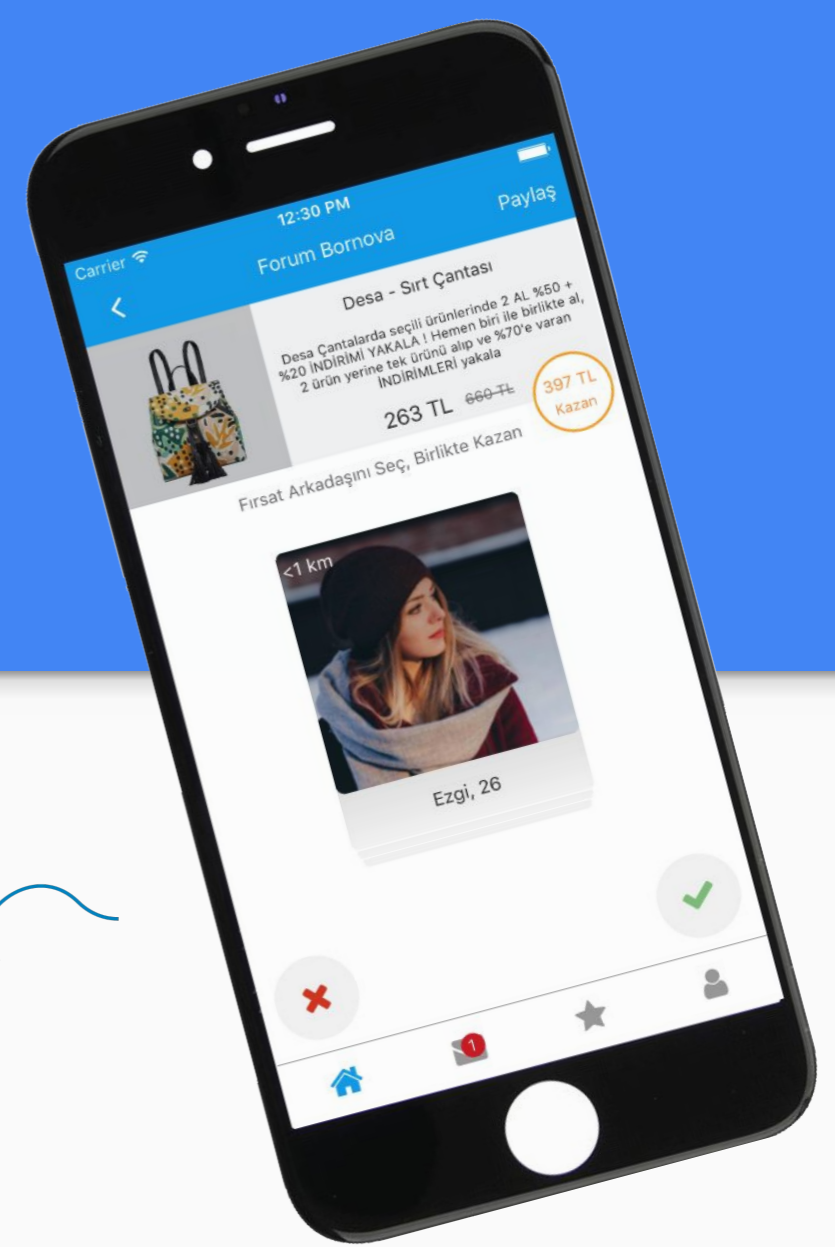 Carrier
12:30 PM
Forum Bornova
Paylaş
Desa - Sırt Çantası
Desa Çantalarda seçili ürünlerinde 2 AL %50 +
%20 İNDİRİMİ YAKALA ! Hemen biri ile birlikte al,
2 ürün yerine tek ürünü alıp ve %70'e varan
İNDİRİMLERİ yakala
263 TL 660 TL
397 TL
Kazan
Fırsat Arkadaşını Seç, Birlikte Kazan
<1 km
Ezgi, 26
1